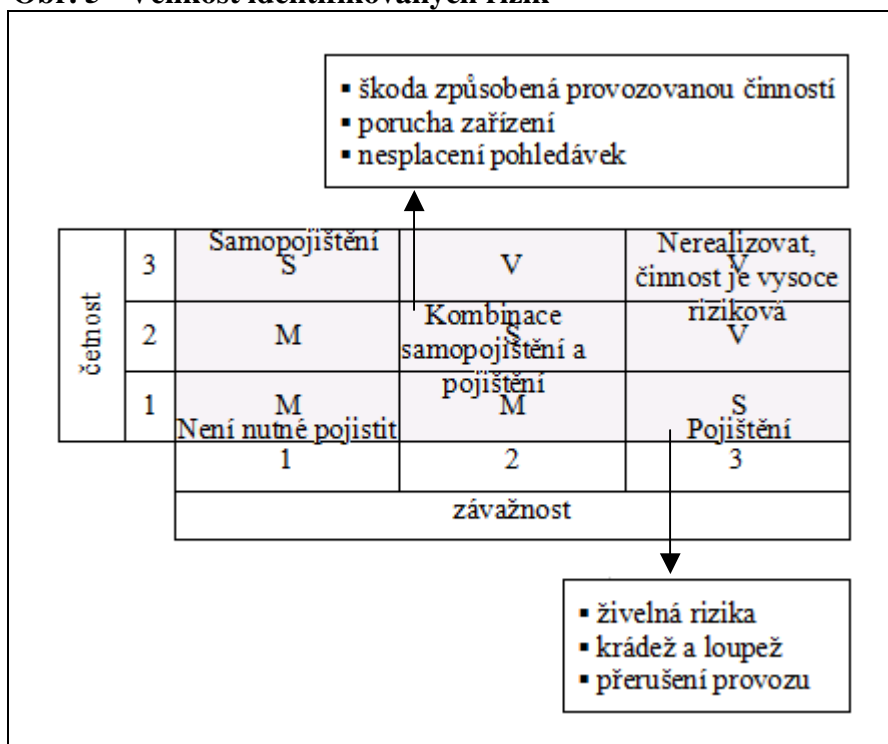 ▪ škoda způsobená provozovanou činností
▪ porucha zařízení
▪ nesplacení pohledávek
četnost
3
Samopojištění
S
V
Nerealizovat,
V
činnost je vysoce
riziková
2
M
Kombinace
S
samopojištění a
pojištění
V
1
M
Není nutné pojistit
M
S
Pojištění
1 2 3
závažnost
▪ živelná rizika
▪ krádež a loupež
▪ přerušení provozu